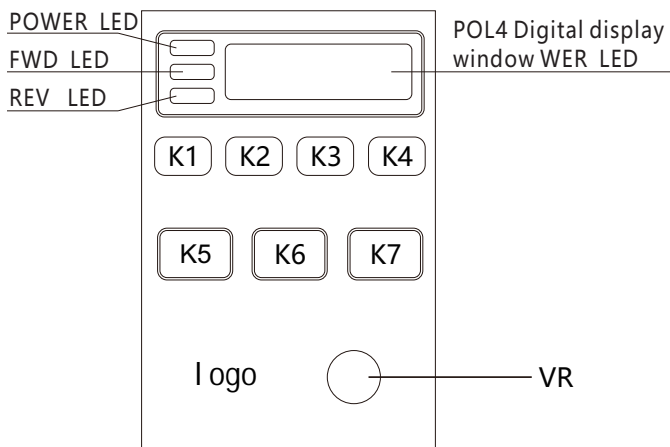 POWER LED
FWD LED
REV LED
POL4 Digital display
window WER LED
K1 K2 K3 K4
K5 K6 K7
logo
VR